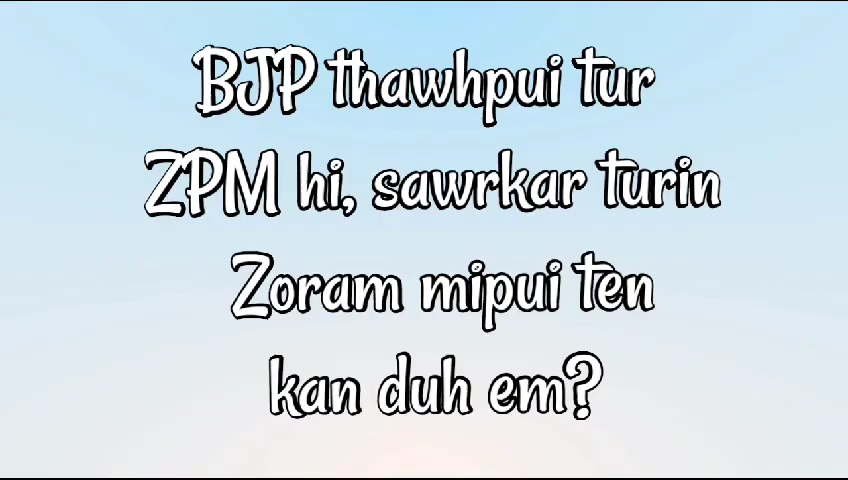 BJP thawhpui tur
ZPM hi, sawrkar turin
Zoram mipui ten
kan duh em?